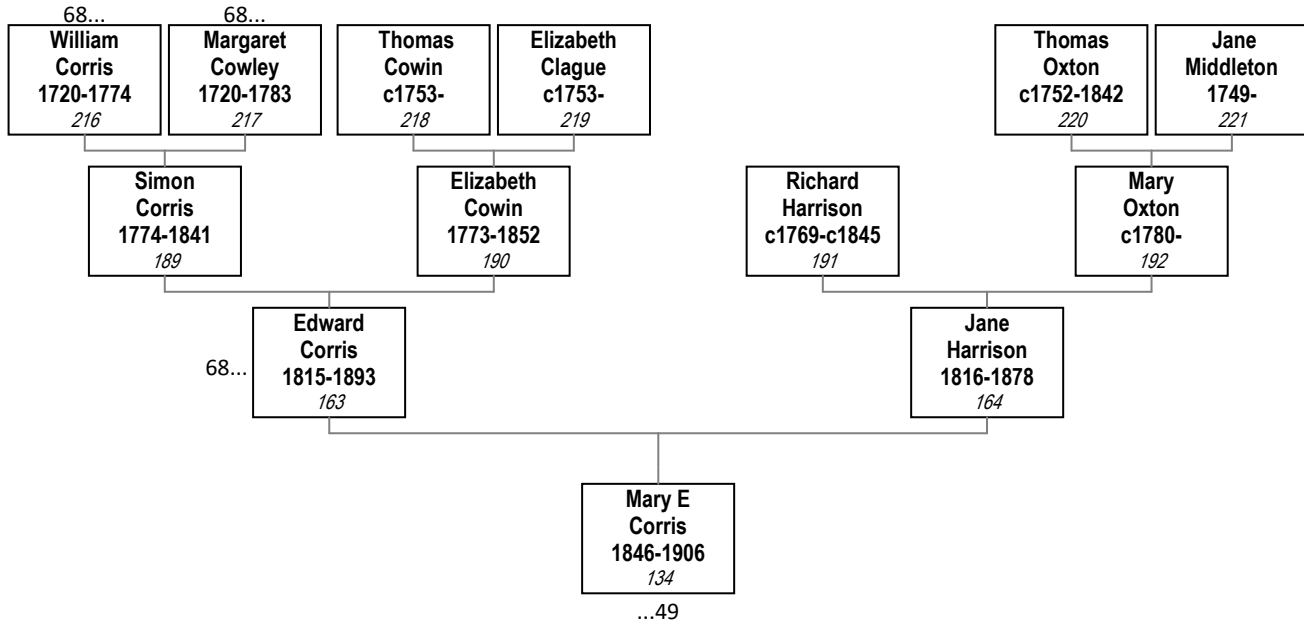 68...
68...
William
Corris
1720-1774
216
Margaret
Cowley
1720-1783
217
Thomas
Cowin
c1753-
218
Elizabeth
Clague
c1753-
219
Thomas
Oxton
c1752-1842
220
Jane
Middleton
1749-
221
Simon
Corris
1774-1841
189
Elizabeth
Cowin
1773-1852
190
Richard
Harrison
c1769-c1845
191
Mary
Oxton
c1780-
192
68...
Edward
Corris
1815-1893
163
Jane
Harrison
1816-1878
164
Mary E
Corris
1846-1906
134
...49